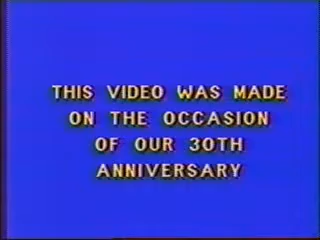 THIS VIDEO WAS MADE
ON THE OCCASION
OF OUR 30TH
ANNIVERSARY